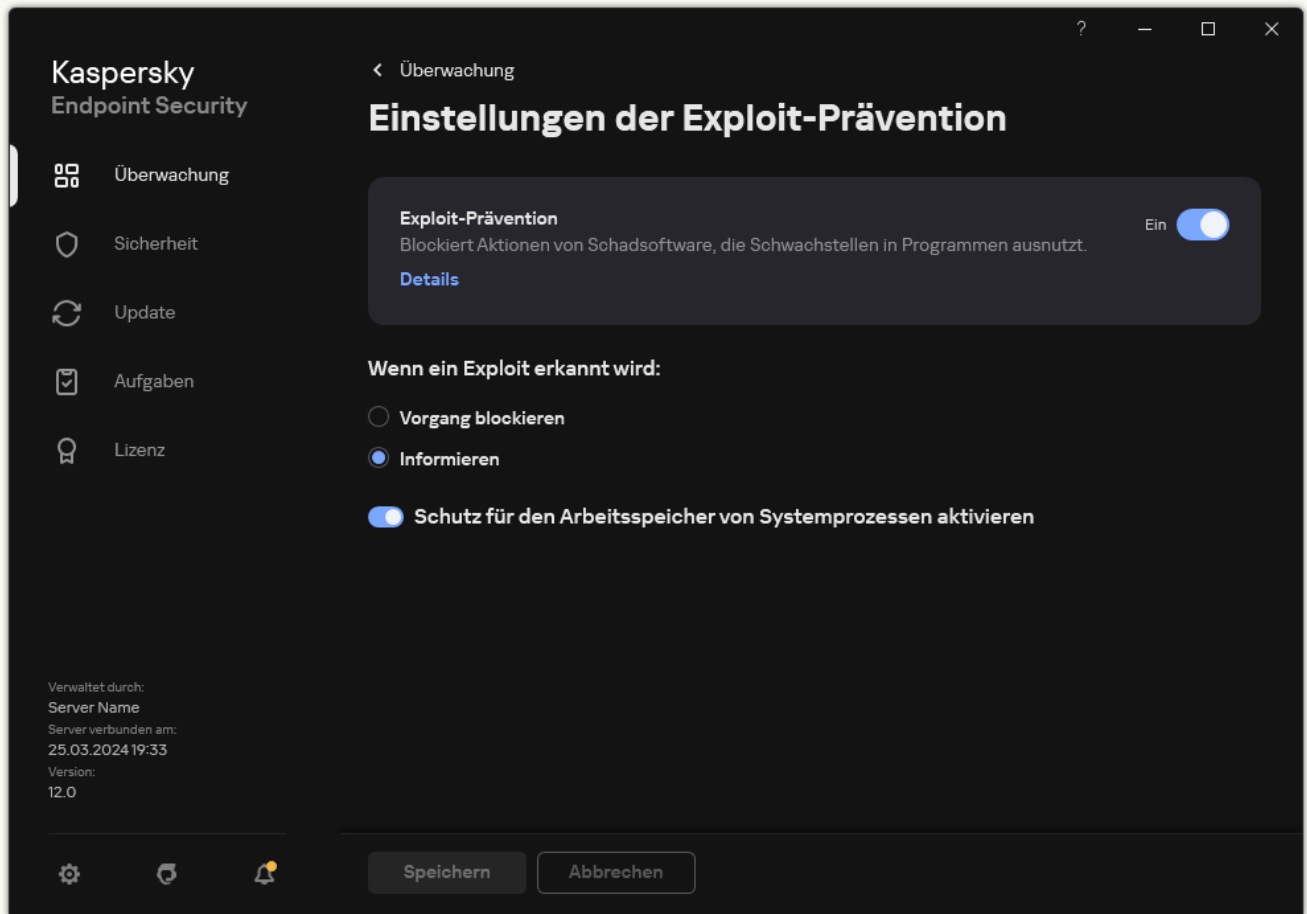 ?
Kaspersky
Endpoint Security
Überwachung
Sicherheit
Update
Aufgaben
Lizenz
Verwaltet durch:
Server Name
Server verbunden am:
25.03.2024 19:33
Version:
12.0
Überwachung
Einstellungen der Exploit-Prävention
Exploit-Prävention
Ein
Blockiert Aktionen von Schadsoftware, die Schwachstellen in Programmen ausnutzt.
Details
Wenn ein Exploit erkannt wird:
Vorgang blockieren
Informieren
Schutz für den Arbeitsspeicher von Systemprozessen aktivieren
Speichern
Abbrechen